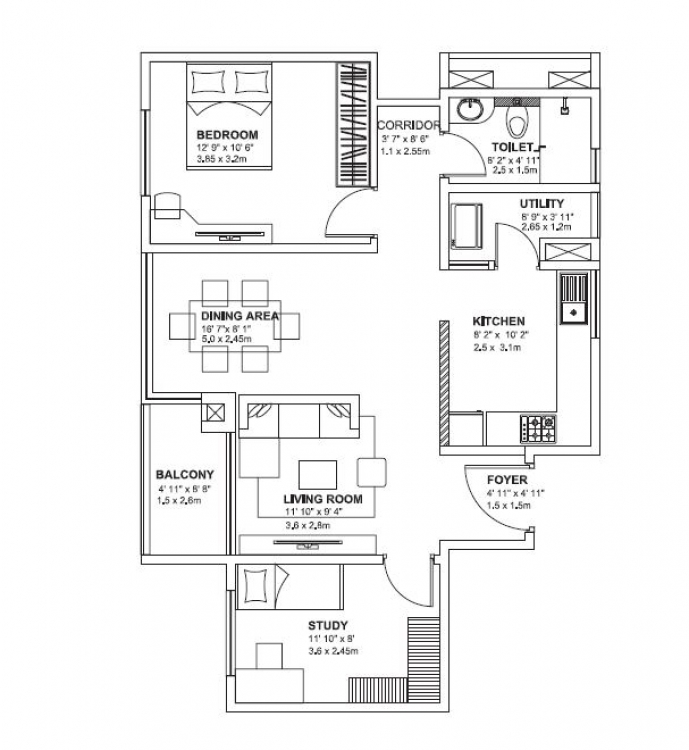 BEDROOM
12' 9" x 10' 6"
3.85 x 3.2m
CORRIDOR
3' 7" x 8' 6"
1.1 x 2.55m
TOILET
8' 2" x 4' 11"
2.5 x 1.5m
UTILITY
8' 9" x 3' 11"
2.65 x 1.2m
DINING AREA
16' 7"x 8' 1"
5.0 x 2.45m
KITCHEN
8' 2" x 10' 2"
2.5 x 3.1m
BALCONY
4' 11" x 8' 8"
1.5 x 2.6m
LIVING ROOM
11' 10" x 9' 4"
3.6 x 2.8m
FOYER
4' 11" x 4' 11"
1.5 x 1.5m
STUDY
11' 10" x 8'
3.6 x 2.45m